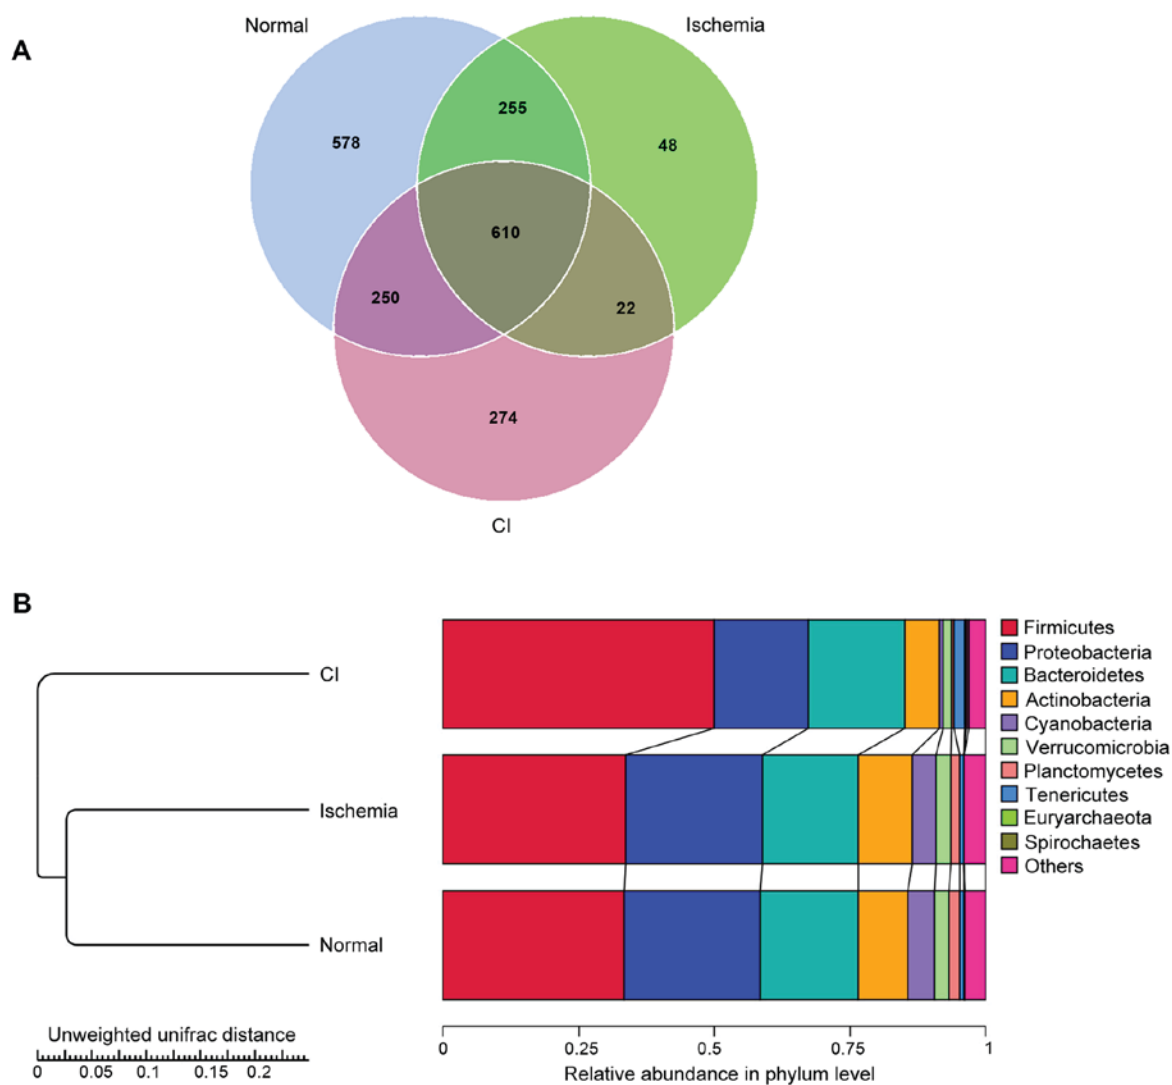 A
Normal
Ischemia
255
578
48
610
250
22
274
CI
B
CI
Ischemia
Normal
Firmicutes
Proteobacteria
Bacteroidetes
Actinobacteria
Cyanobacteria
Verrucomicrobia
Planctomycetes
Tenericutes
Euryarchaeota
Spirochaetes
Others
Unweighted unifrac distance
0 0.05 0.1 0.15 0.2
0 0.25 0.5 0.75 1
Relative abundance in phylum level